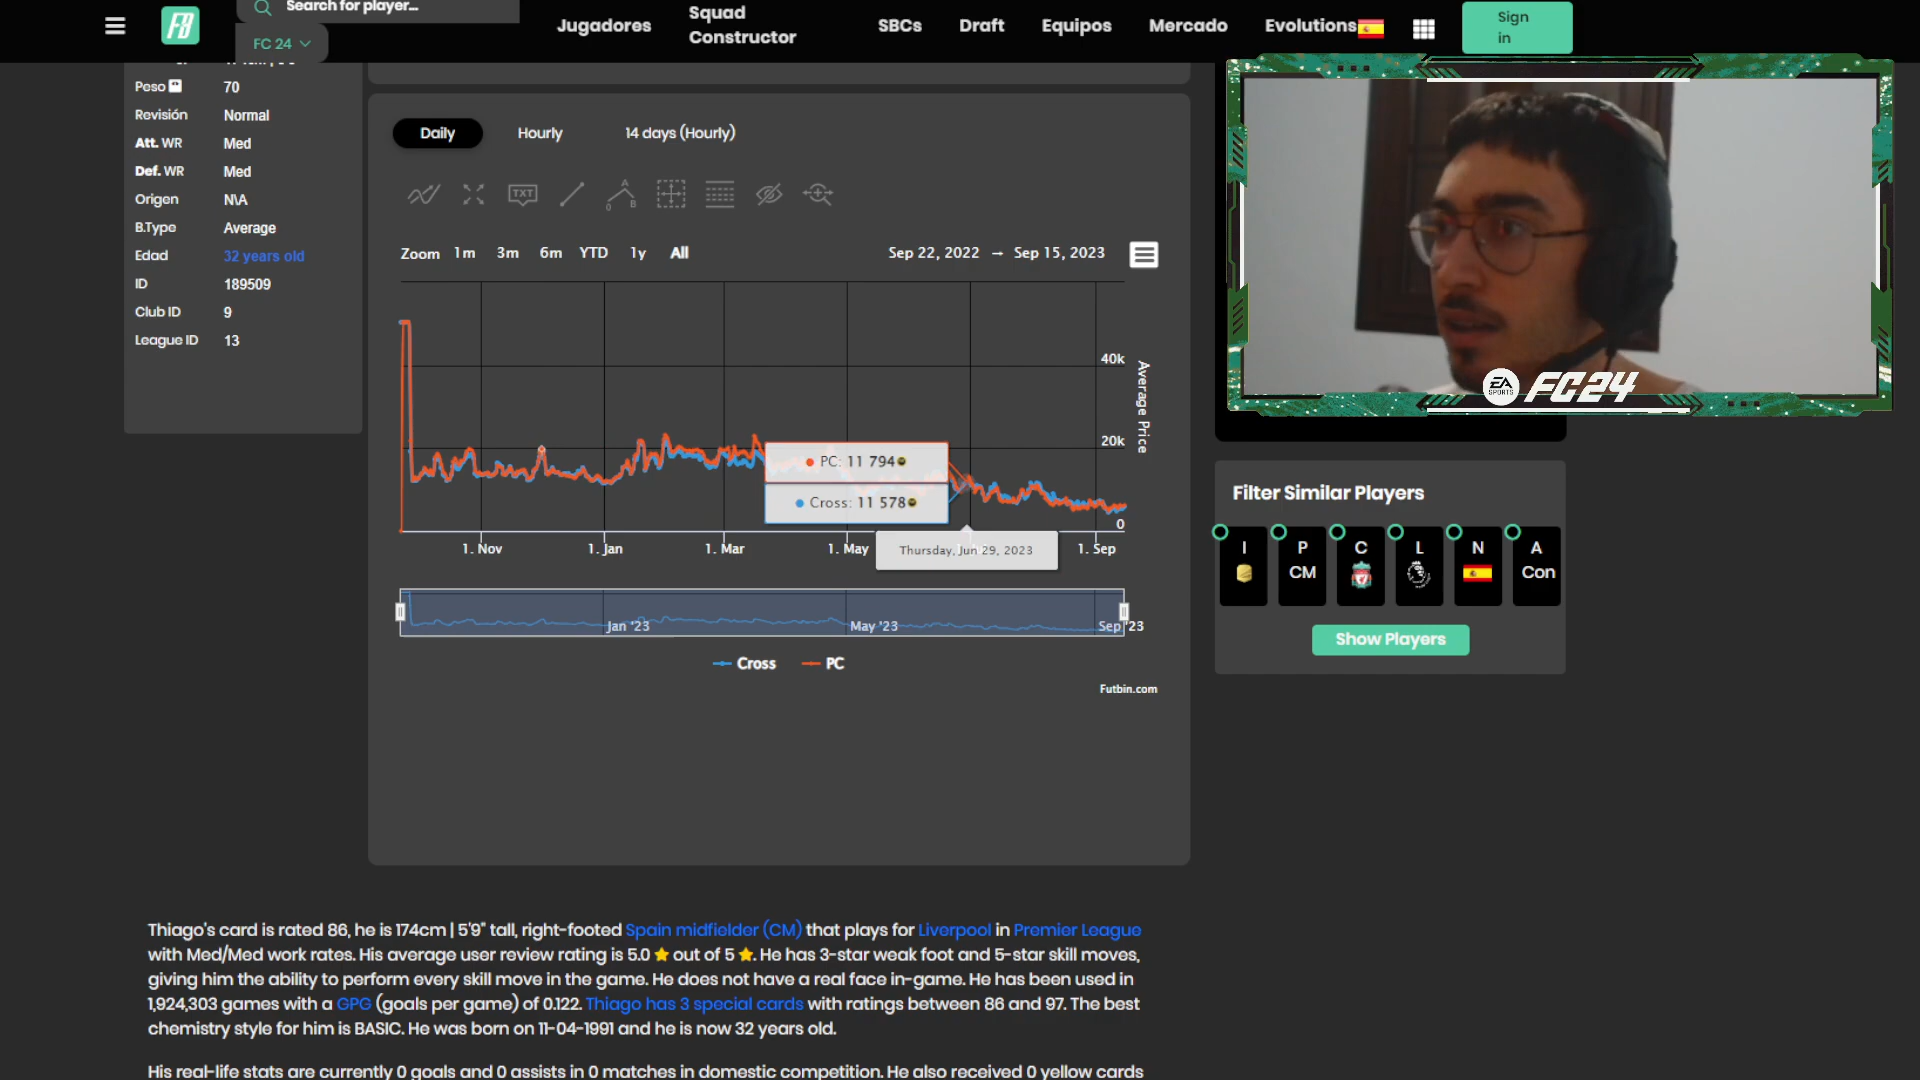 Search for player...
FC 24
Jugadores
Squad
Constructor
SBCs
Draft
Equipos
Mercado
Evolutions
Sign
in
Peso
70
Revisión
Normal
Att. WR
Med
Def. WR
Med
Origen
N\A
B.Type
Average
Edad
32 years old
ID
189509
Club ID
9
League ID
13
Daily
Hourly
14 days (Hourly)
TXT
A
0
B
Zoom
1m
3m
6m
YTD
1y
All
Sep 22, 2022 → Sep 15, 2023
40k
20k
0
Average Price
PC: 11 794
Cross: 11 578
Thursday, Jun 29, 2023
1. Nov
1. Jan
1. Mar
1. May
1. Sep
Jan '23
May '23
Sep '23
Cross
PC
Futbin.com
EA
SPORTS
FC24
Filter Similar Players
I
P
CM
C
L
N
A
Con
Show Players
Thiago's card is rated 86, he is 174cm | 5'9" tall, right-footed Spain midfielder (CM) that plays for Liverpool in Premier League
with Med/Med work rates. His average user review rating is 5.0 ⭐ out of 5 ⭐. He has 3-star weak foot and 5-star skill moves,
giving him the ability to perform every skill move in the game. He does not have a real face in-game. He has been used in
1,924,303 games with a GPG (goals per game) of 0.122. Thiago has 3 special cards with ratings between 86 and 97. The best
chemistry style for him is BASIC. He was born on 11-04-1991 and he is now 32 years old.
His real-life stats are currently 0 goals and 0 assists in 0 matches in domestic competition. He also received 0 yellow cards